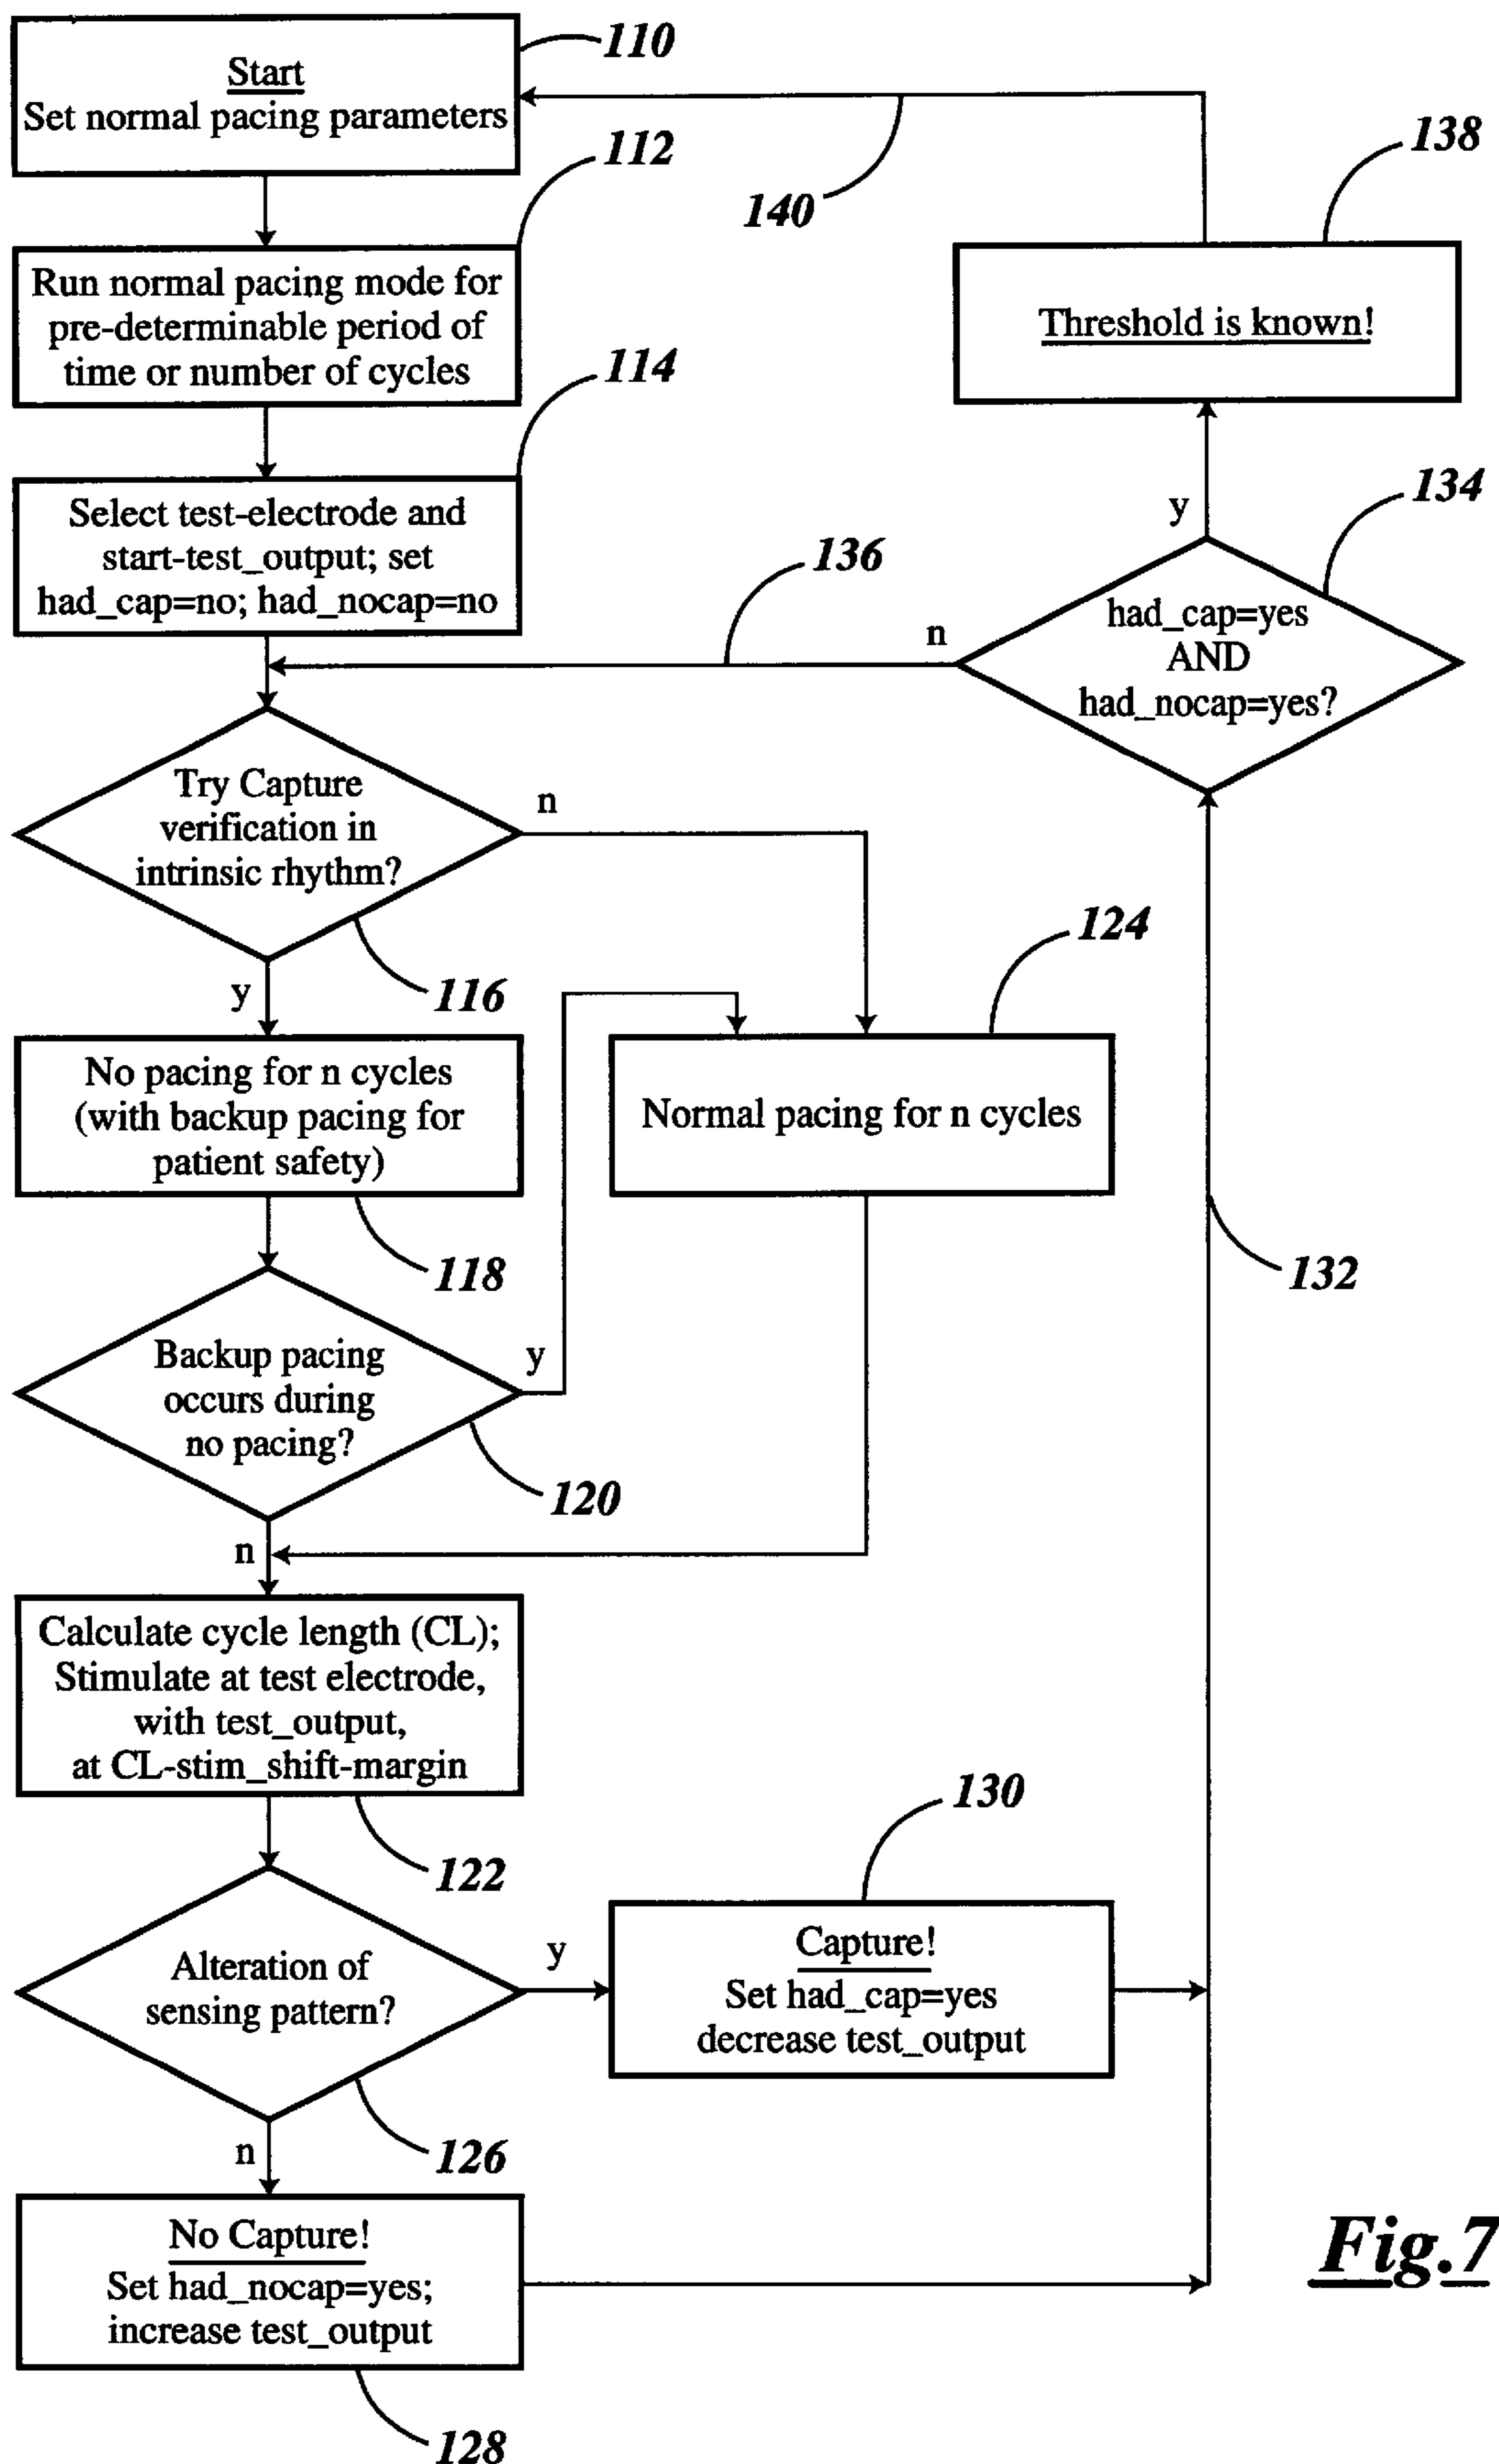 110
Start
Set normal pacing parameters
112
140
138
Run normal pacing mode for
pre-determinable period of
time or number of cycles
Threshold is known!
114
y
134
Select test-electrode and
start-test_output; set
had_cap=no; had_nocap=no
136
n
had_cap=yes
AND
had_nocap=yes?
Try Capture
verification in
intrinsic rhythm?
n
y
116
124
No pacing for n cycles
(with backup pacing for
patient safety)
Normal pacing for n cycles
118
132
Backup pacing
occurs during
no pacing?
y
120
n
Calculate cycle length (CL);
Stimulate at test electrode,
with test_output,
at CL-stim_shift-margin
122
130
Alteration of
sensing pattern?
y
Capture!
Set had_cap=yes
decrease test_output
n
126
No Capture!
Set had_nocap=yes;
increase test_output
128
Fig.7